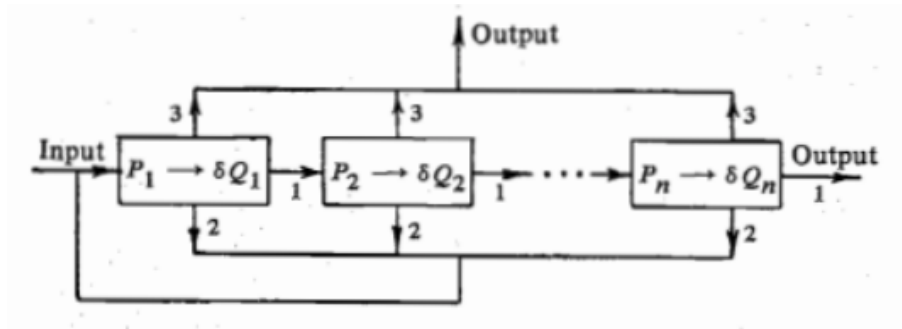 Output
3 3 3
Input P₁ → δQ₁ 1 P₂ → δQ₂ 1 ··· Pₙ → δQₙ Output 1
2 2 2